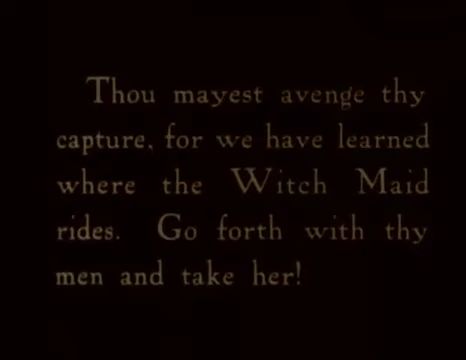 Thou mayest avenge thy
capture, for we have learned
where the Witch Maid
rides. Go forth with thy
men and take her!